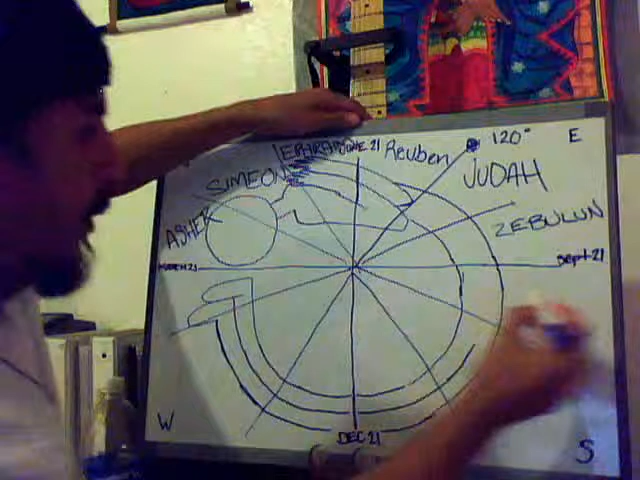 EPHRAIM
JUNE 21
Reuben
120°
E
SIMEON
JUDAH
ASHER
ZEBULUN
MARCH 21
Sept 21
W
DEC 21
S